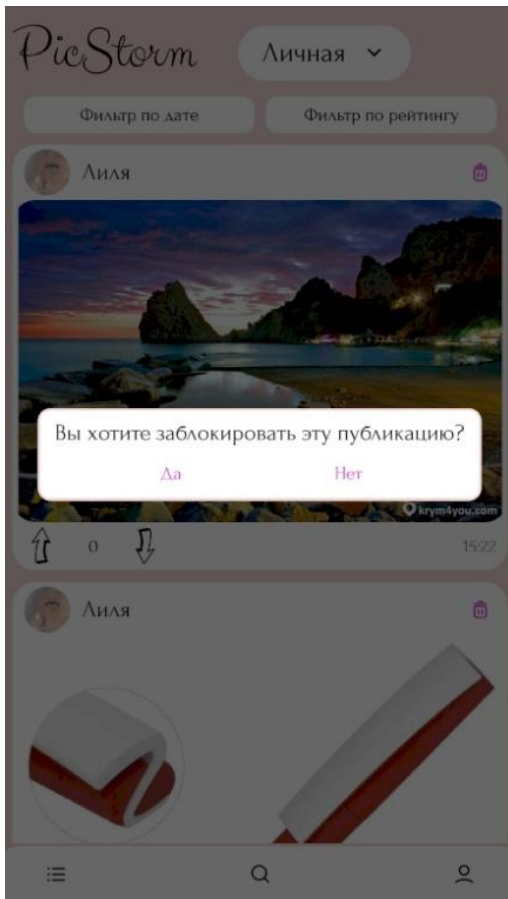 PicStorm
Личная
Фильтр по дате
Фильтр по рейтингу
Лиля
Вы хотите заблокировать эту публикацию?
Да
Нет
krym4you.com
0
15:22
Лиля